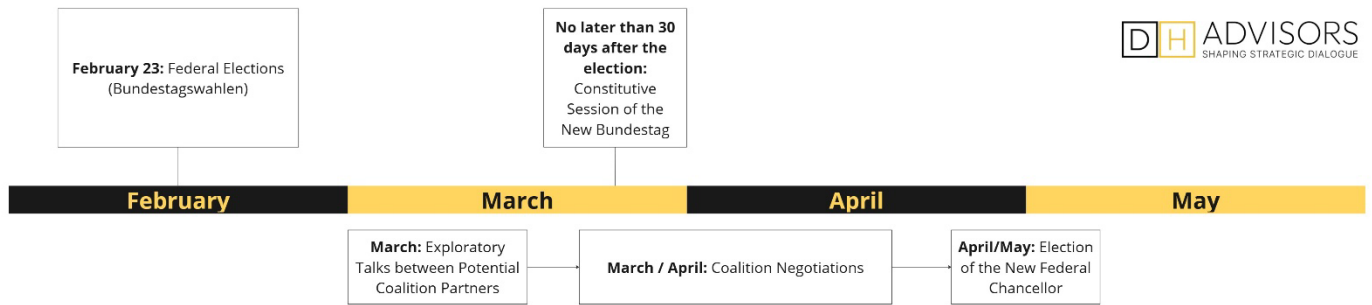 February 23: Federal Elections
(Bundestagswahlen)
No later than 30
days after the
election:
Constitutive
Session of the
New Bundestag
DH ADVISORS
SHAPING STRATEGIC DIALOGUE
February
March
April
May
March: Exploratory
Talks between Potential
Coalition Partners
March / April: Coalition Negotiations
April/May: Election
of the New Federal
Chancellor